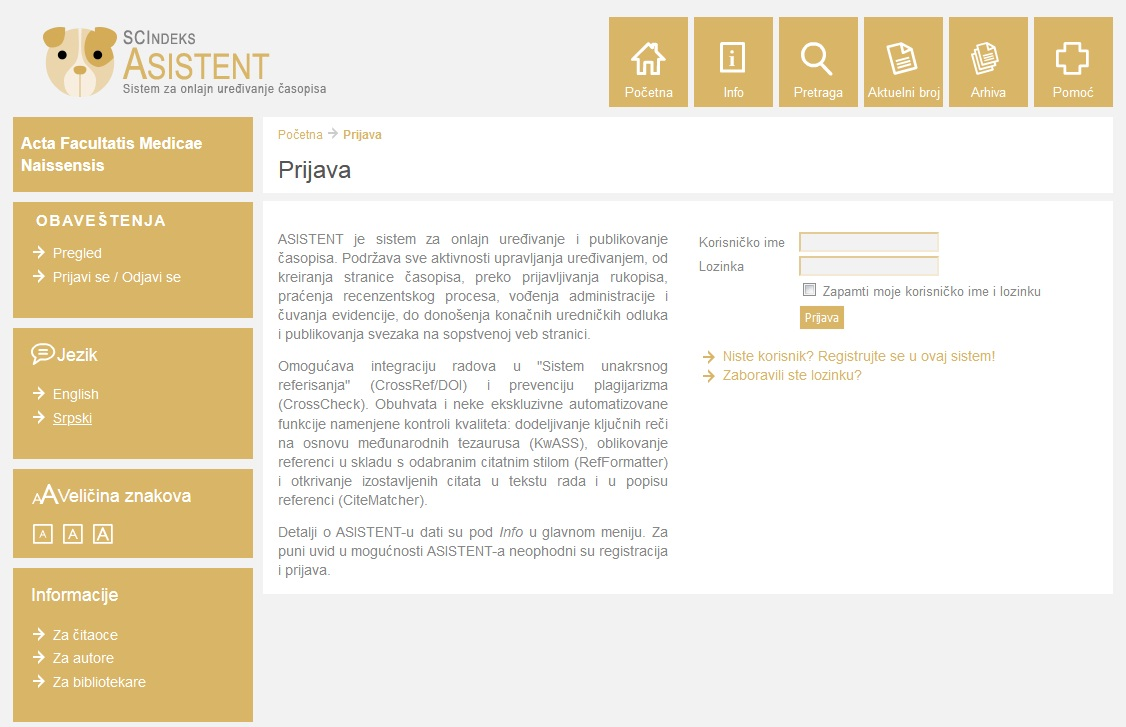 SCIndeks
Asistent
Sistem za onlajn uređivanje časopisa
Početna
Info
Pretraga
Aktuelni broj
Arhiva
Pomoć
Acta Facultatis Medicae
Naissensis
OBAVEŠTENJA
Pregled
Prijavi se / Odjavi se
Jezik
English
Srpski
AAVeličina znakova
A A A
Informacije
Za čitaoce
Za autore
Za bibliotekare
Početna Prijava
Prijava
ASISTENT je sistem za onlajn uređivanje i publikovanje
časopisa. Podržava sve aktivnosti upravljanja uređivanjem, od
kreiranja stranice časopisa, preko prijavljivanja rukopisa,
praćenja recenzentskog procesa, vođenja administracije i
čuvanja evidencije, do donošenja konačnih uredničkih odluka
i publikovanja svezaka na sopstvenoj veb stranici.
Omogućava integraciju radova u "Sistem unakrsnog
referisanja" (CrossRef/DOI) i prevenciju plagijarizma
(CrossCheck). Obuhvata i neke ekskluzivne automatizovane
funkcije namenjene kontroli kvaliteta: dodeljivanje ključnih reči
na osnovu međunarodnih tezaurusa (KwASS), oblikovanje
referenci u skladu s odabranim citatnim stilom (RefFormatter)
i otkrivanje izostavljenih citata u tekstu rada i u popisu
referenci (CiteMatcher).
Detalji o ASISTENT-u dati su pod Info u glavnom meniju. Za
puni uvid u mogućnosti ASISTENT-a neophodni su registracija
i prijava.
Korisničko ime
Lozinka
Zapamti moje korisničko ime i lozinku
Prijava
Niste korisnik? Registrujte se u ovaj sistem!
Zaboravili ste lozinku?